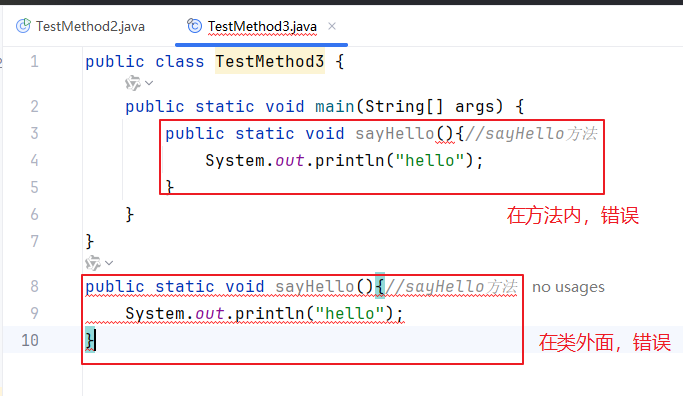 TestMethod2.java TestMethod3.java ×
1 public class TestMethod3 {
2 public static void main(String[] args) {
3 public static void sayHello(){//sayHello方法
4 System.out.println("hello");
5 }
在方法内，错误
6 }
7 }
8 public static void sayHello(){//sayHello方法 no usages
9 System.out.println("hello");
在类外面，错误
10 }